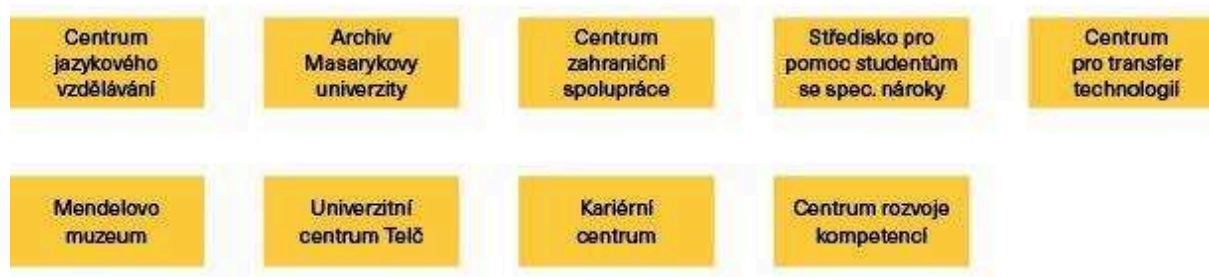 Centrum
jazykového
vzdělávání
Archiv
Masarykovy
univerzity
Centrum
zahraniční
spolupráce
Středisko pro
pomoc studentům
se spec. nároky
Centrum
pro transfer
technologií
Mendelovo
muzeum
Univerzitní
centrum Telč
Kariérní
centrum
Centrum rozvoje
kompetencí